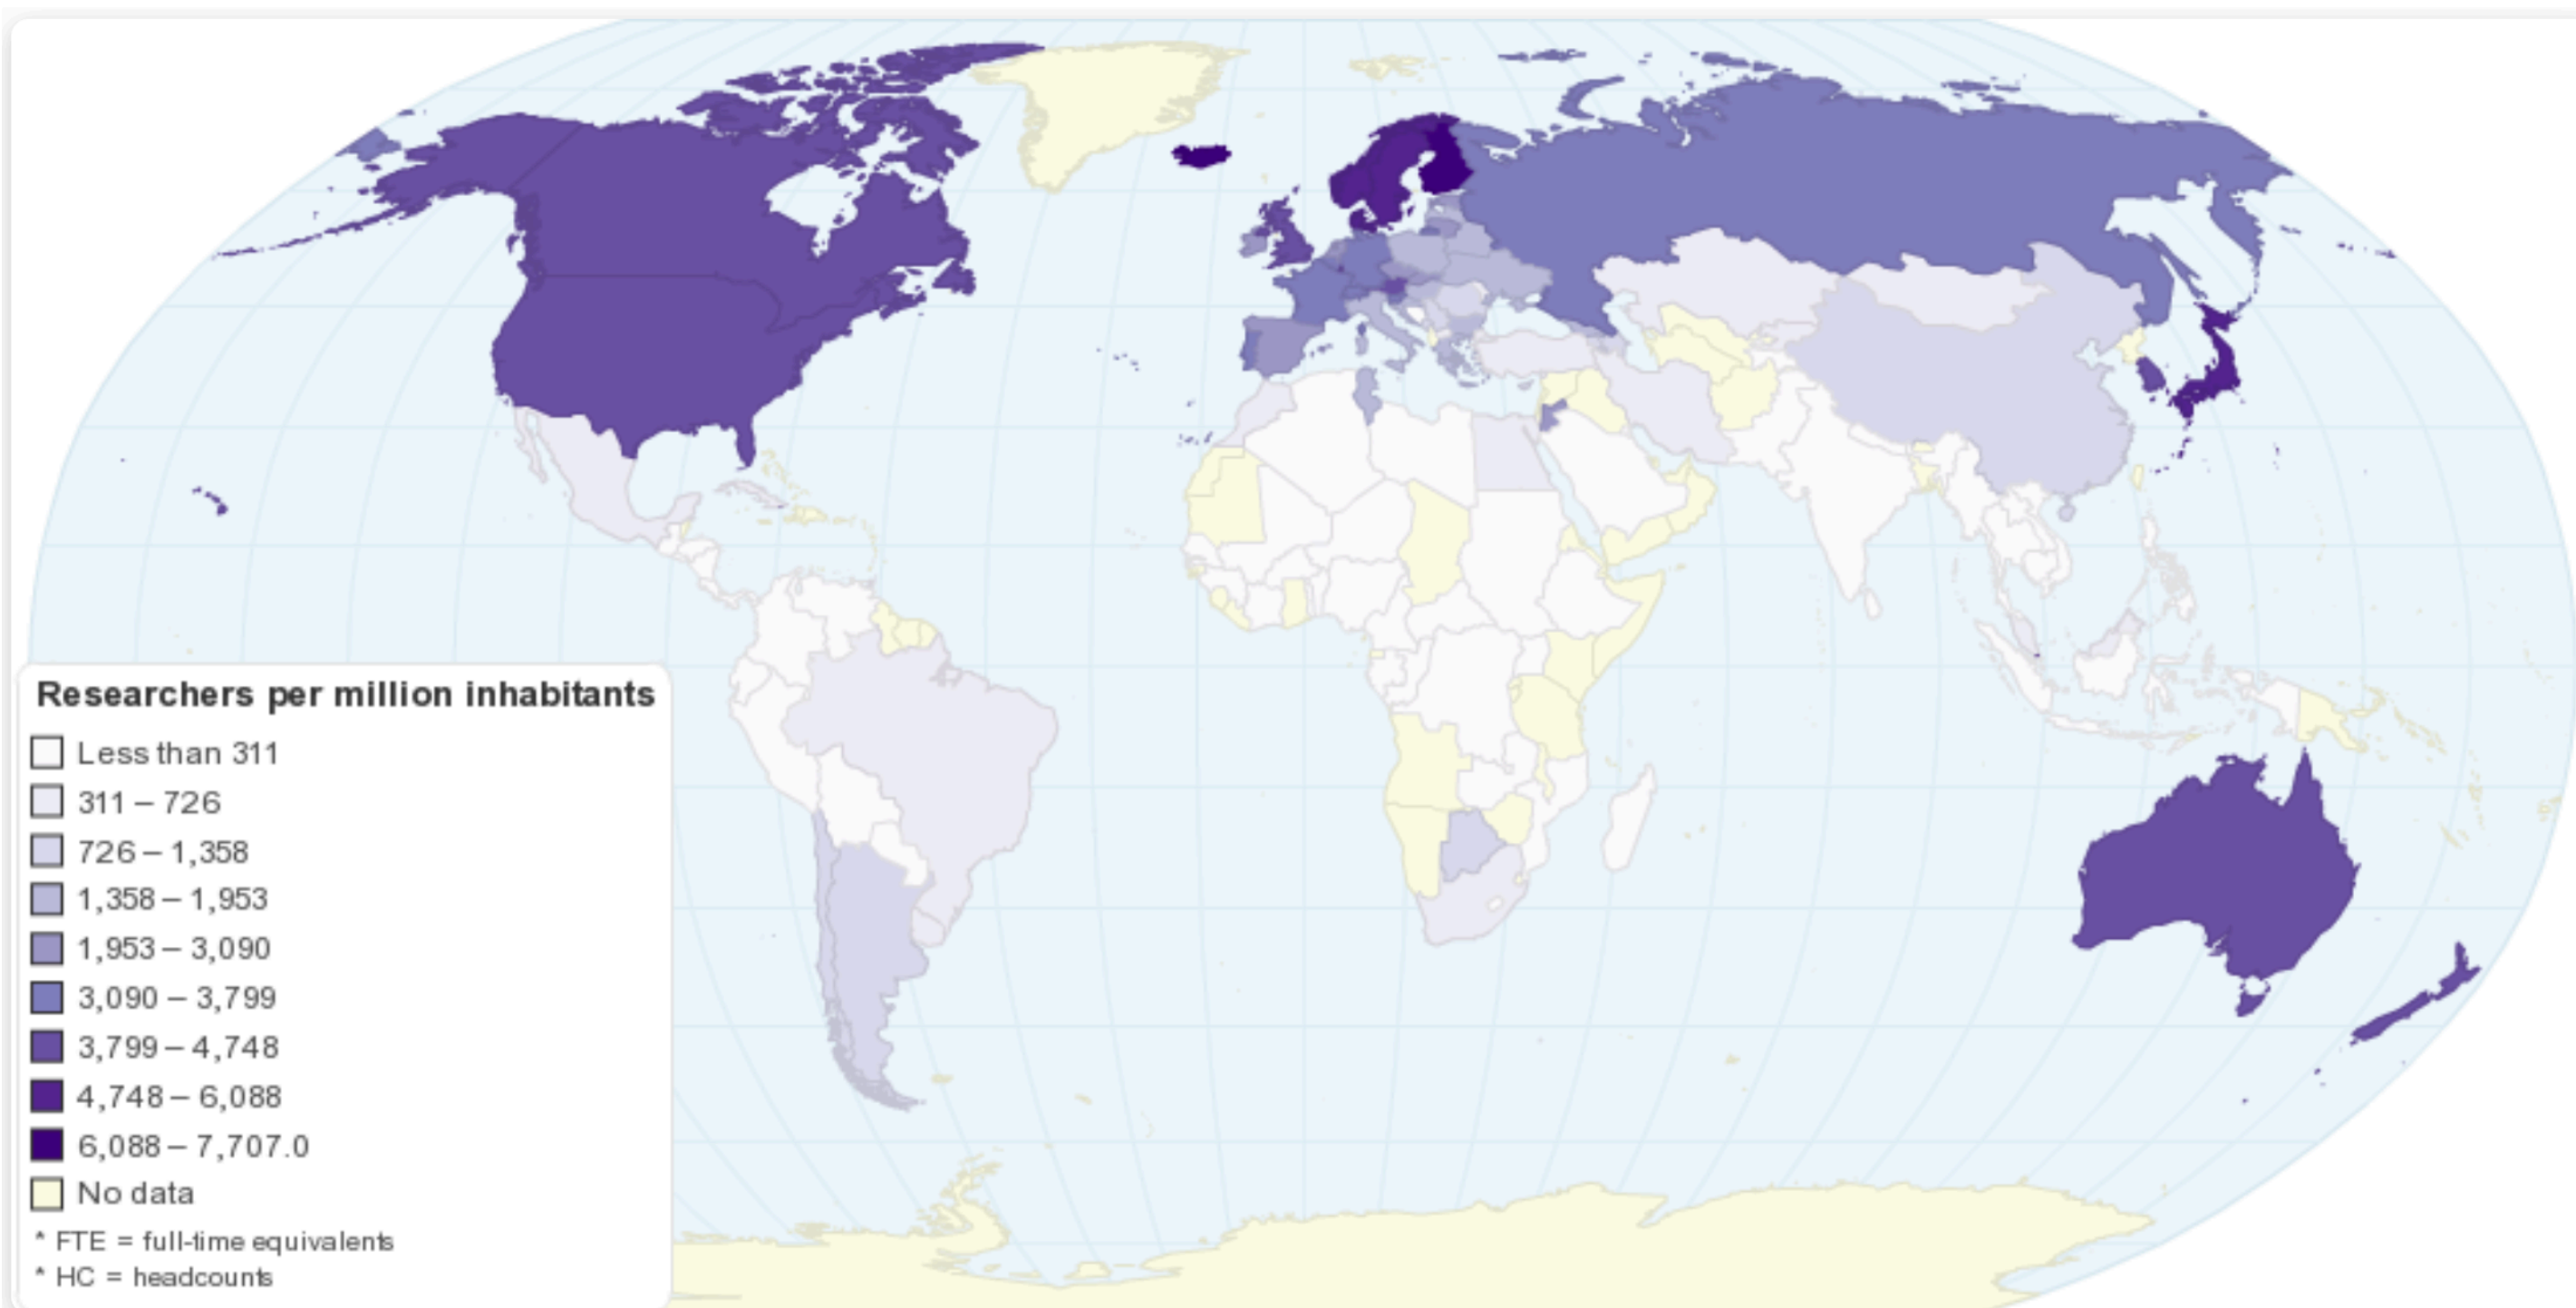 Researchers per million inhabitants
Less than 311
311 – 726
726 – 1,358
1,358 – 1,953
1,953 – 3,090
3,090 – 3,799
3,799 – 4,748
4,748 – 6,088
6,088 – 7,707.0
No data
* FTE = full-time equivalents
* HC = headcounts